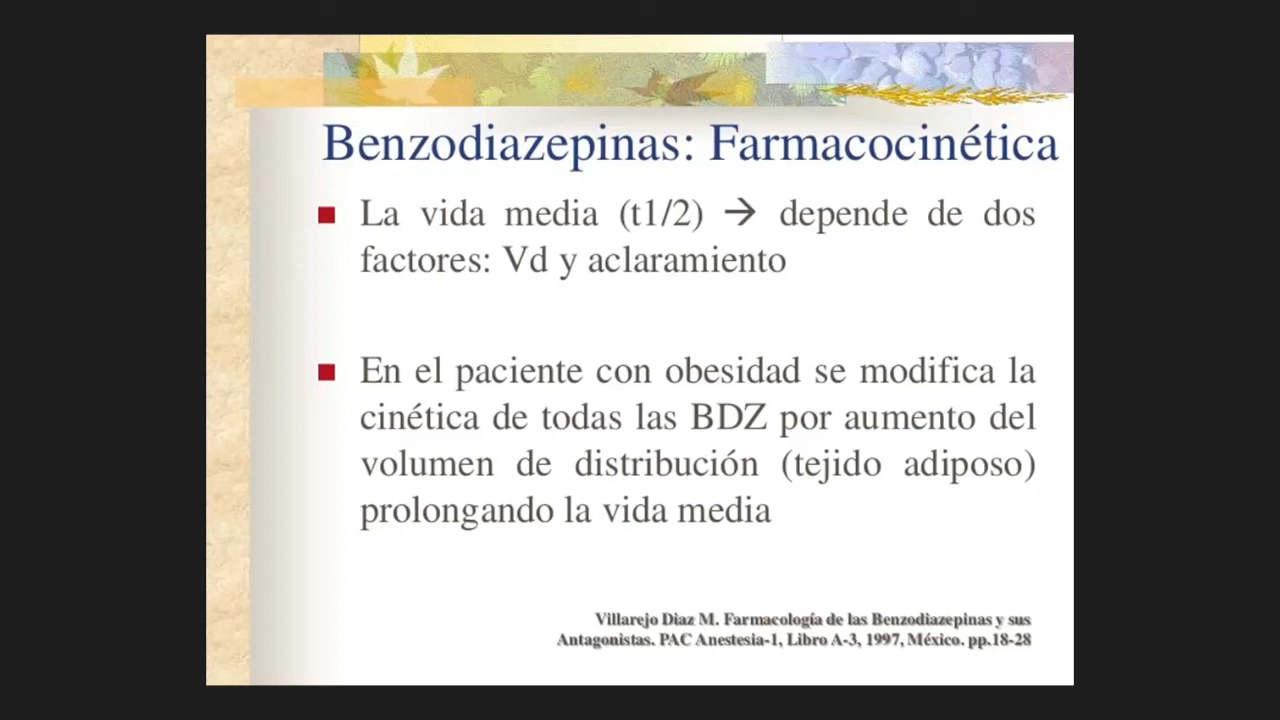 Benzodiazepinas: Farmacocinética
La vida media (t1/2) → depende de dos
factores: Vd y aclaramiento
En el paciente con obesidad se modifica la
cinética de todas las BDZ por aumento del
volumen de distribución (tejido adiposo)
prolongando la vida media
Villarejo Diaz M. Farmacología de las Benzodiazepinas y sus
Antagonistas. PAC Anestesia-1, Libro A-3, 1997, México. pp.18-28